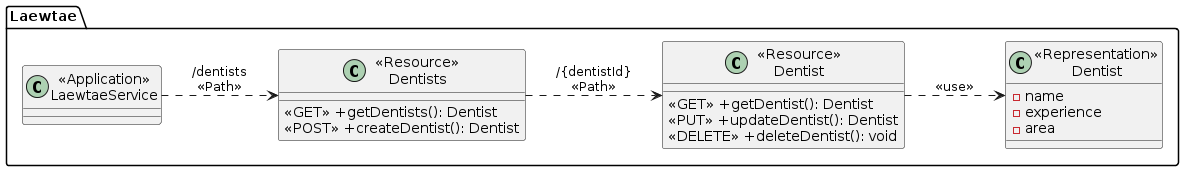 Laewtae
C
«Application»
LaewtaeService
/dentists
«Path»
C
«Resource»
Dentists
«GET» +getDentists(): Dentist
«POST» +createDentist(): Dentist
/{dentistId}
«Path»
C
«Resource»
Dentist
«GET» +getDentist(): Dentist
«PUT» +updateDentist(): Dentist
«DELETE» +deleteDentist(): void
«use»
C
«Representation»
Dentist
name
experience
area